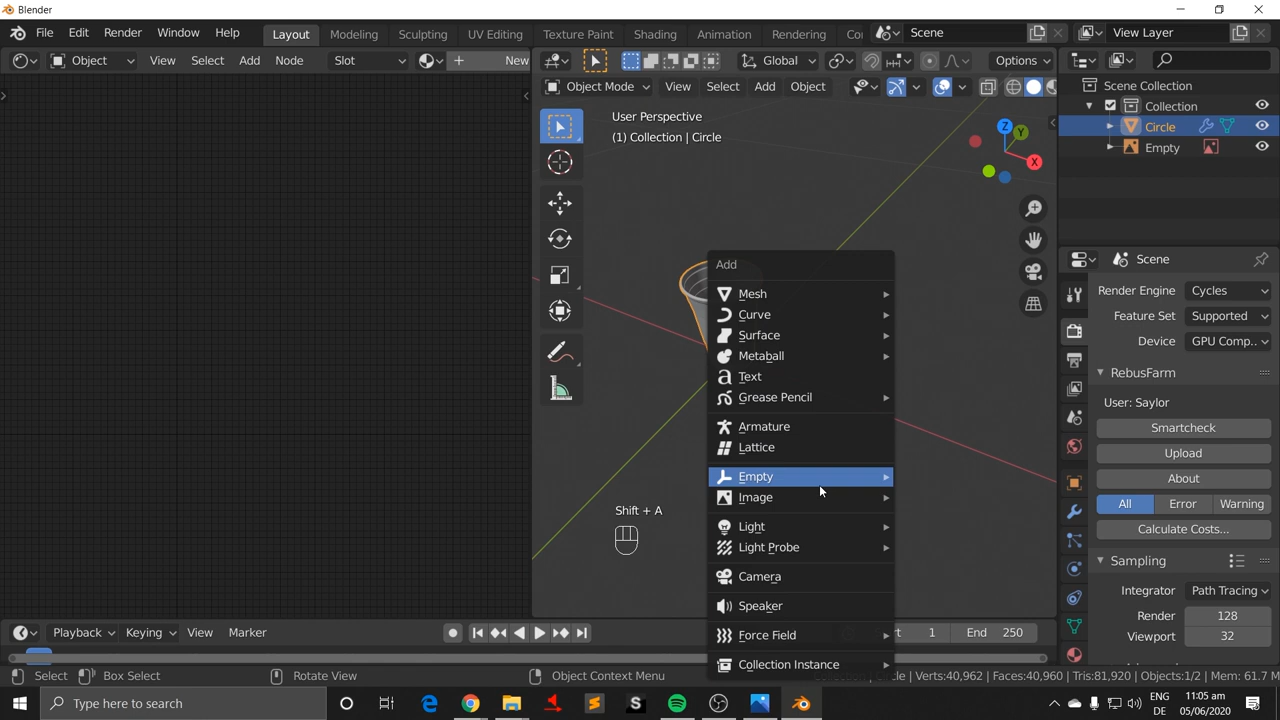 Blender
File Edit Render Window Help Layout Modeling Sculpting UV Editing Texture Paint Shading Animation Rendering Co Scene View Layer
Object View Select Add Node Slot New Global Options
Object Mode View Select Add Object
User Perspective
(1) Collection | Circle
Z
Y
X
Scene Collection
Collection
Circle
Empty
Scene
Render Engine Cycles
Feature Set Supported
Device GPU Comp..
RebusFarm
User: Saylor
Smartcheck
Upload
About
All Error Warning
Calculate Costs...
Sampling
Integrator Path Tracing
Render 128
Viewport 32
Add
Mesh
Curve
Surface
Metaball
Text
Grease Pencil
Armature
Lattice
Empty
Image
Light
Light Probe
Camera
Speaker
Force Field
Collection Instance
Shift + A
Playback Keying View Marker 1 End 250
Select Box Select Rotate View Object Context Menu Circle | Verts:40,962 | Faces:40,960 | Tris:81,920 | Objects:1/2 | Mem: 61.7 M
Type here to search
ENG
DE
11:05 am
05/06/2020